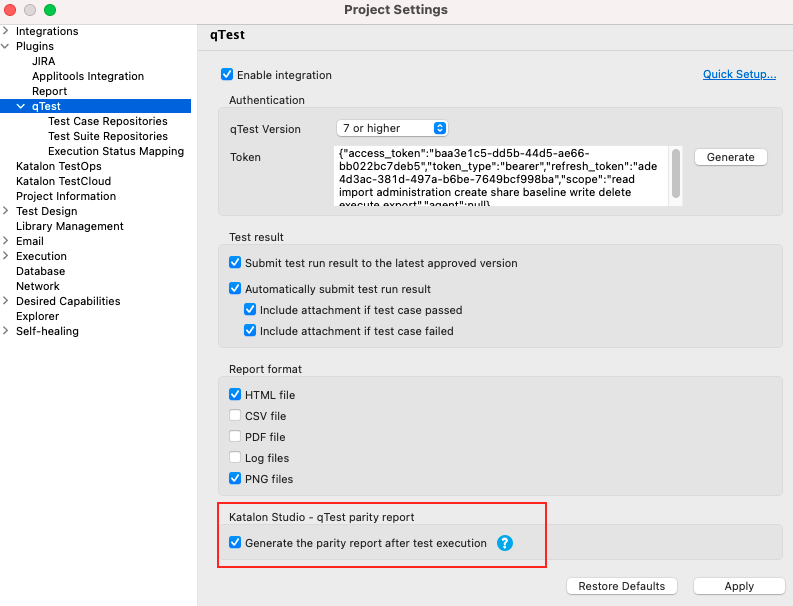 Project Settings
Integrations
Plugins
JIRA
Applitools Integration
Report
qTest
Test Case Repositories
Test Suite Repositories
Execution Status Mapping
Katalon TestOps
Katalon TestCloud
Project Information
Test Design
Library Management
Email
Execution
Database
Network
Desired Capabilities
Explorer
Self-healing
qTest
Enable integration
Quick Setup...
Authentication
qTest Version
7 or higher
Token
{"access_token":"baa3e1c5-dd5b-44d5-ae66-
bb022bc7deb5","token_type":"bearer","refresh_token":"ade
4d3ac-381d-497a-b6be-7649bcf998ba","scope":"read
import administration create share baseline write delete
execute export","agent":null}
Generate
Test result
Submit test run result to the latest approved version
Automatically submit test run result
Include attachment if test case passed
Include attachment if test case failed
Report format
HTML file
CSV file
PDF file
Log files
PNG files
Katalon Studio - qTest parity report
Generate the parity report after test execution
?
Restore Defaults
Apply